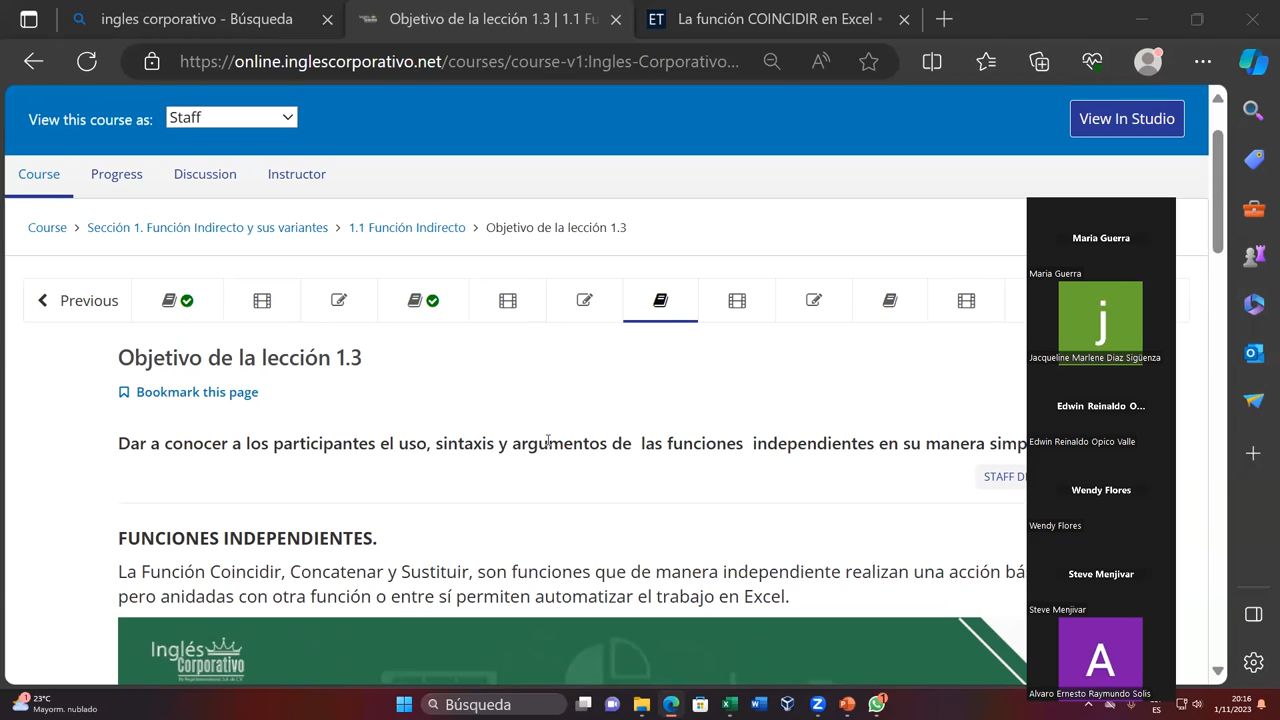 ingles corporativo - Búsqueda
Objetivo de la lección 1.3 | 1.1 Fu
ET
La función COINCIDIR en Excel •
https://online.inglescorporativo.net/courses/course-v1:Ingles-Corporativo...
View this course as:
Staff
View In Studio
Course
Progress
Discussion
Instructor
Course > Sección 1. Función Indirecto y sus variantes > 1.1 Función Indirecto > Objetivo de la lección 1.3
Previous
Objetivo de la lección 1.3
Bookmark this page
Dar a conocer a los participantes el uso, sintaxis y argumentos de las funciones independientes en su manera simp
STAFF D
FUNCIONES INDEPENDIENTES.
La Función Coincidir, Concatenar y Sustituir, son funciones que de manera independiente realizan una acción bá
pero anidadas con otra función o entre sí permiten automatizar el trabajo en Excel.
Inglés
Corporativo
Maria Guerra
Maria Guerra
j
Jacqueline Marlene Diaz Sigüenza
Edwin Reinaldo O...
Edwin Reinaldo Opico Valle
Wendy Flores
Wendy Flores
Steve Menjivar
Steve Menjivar
A
Alvaro Ernesto Raymundo Solis
1
23°C
Mayorm. nublado
Búsqueda
1
ES
20:16
1/11/2023